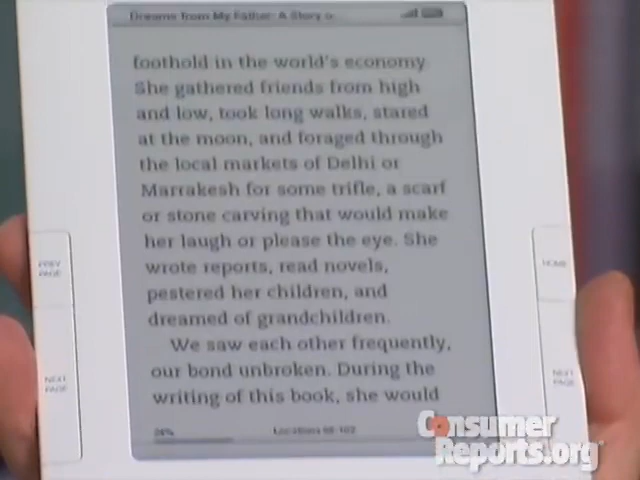 Dreams from My Father: A Story o...
foothold in the world's economy
She gathered friends from high
and low, took long walks, stared
at the moon, and foraged through
the local markets of Delhi or
Marrakesh for some trifle, a scarf
or stone carving that would make
her laugh or please the eye. She
wrote reports, read novels,
pestered her children, and
dreamed of grandchildren.
We saw each other frequently,
our bond unbroken. During the
writing of this book, she would
Locations
PREV
PAGE
NEXT
PAGE
HOME
NEXT
PAGE
Consumer
Reports.org